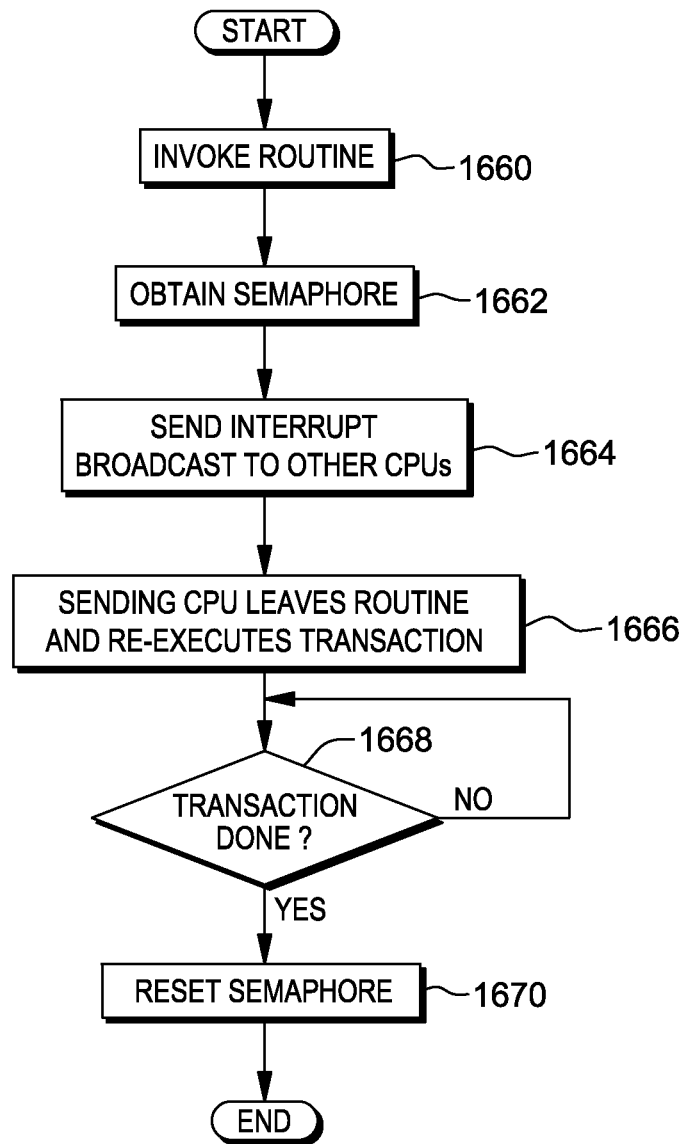 START
INVOKE ROUTINE
1660
OBTAIN SEMAPHORE
1662
SEND INTERRUPT
BROADCAST TO OTHER CPUs
1664
SENDING CPU LEAVES ROUTINE
AND RE-EXECUTES TRANSACTION
1666
1668
TRANSACTION
DONE ?
NO
YES
RESET SEMAPHORE
1670
END